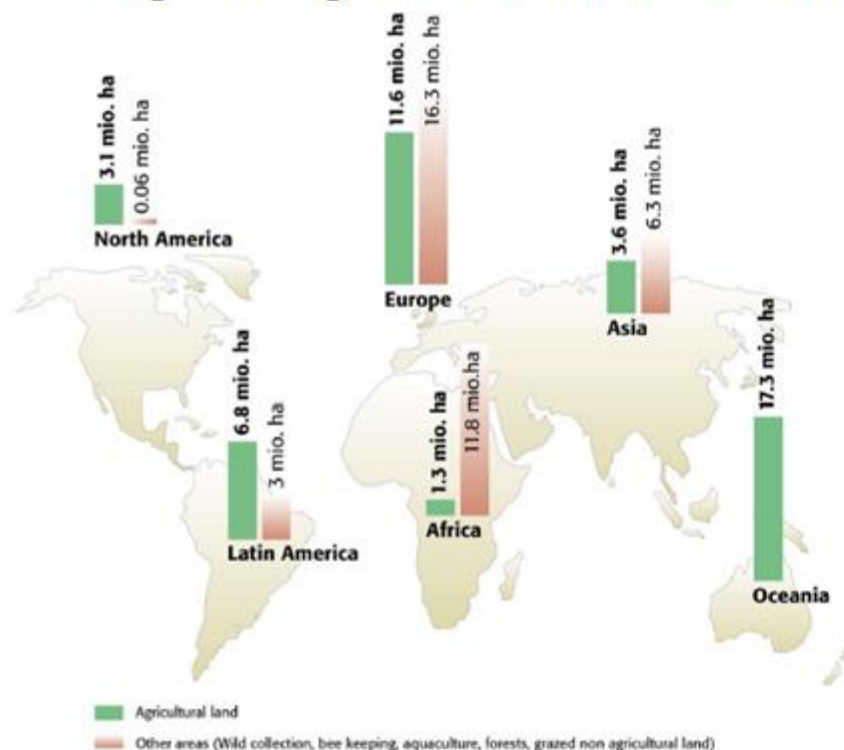 3.1 mio. ha
0.06 mio. ha
North America
11.6 mio. ha
16.3 mio. ha
Europe
3.6 mio. ha
6.3 mio. ha
Asia
6.8 mio. ha
3 mio. ha
Latin America
1.3 mio. ha
11.8 mio.ha
Africa
17.3 mio. ha
Oceania
Agricultural land
Other areas (Wild collection, bee keeping, aquaculture, forests, grazed non agricultural land)